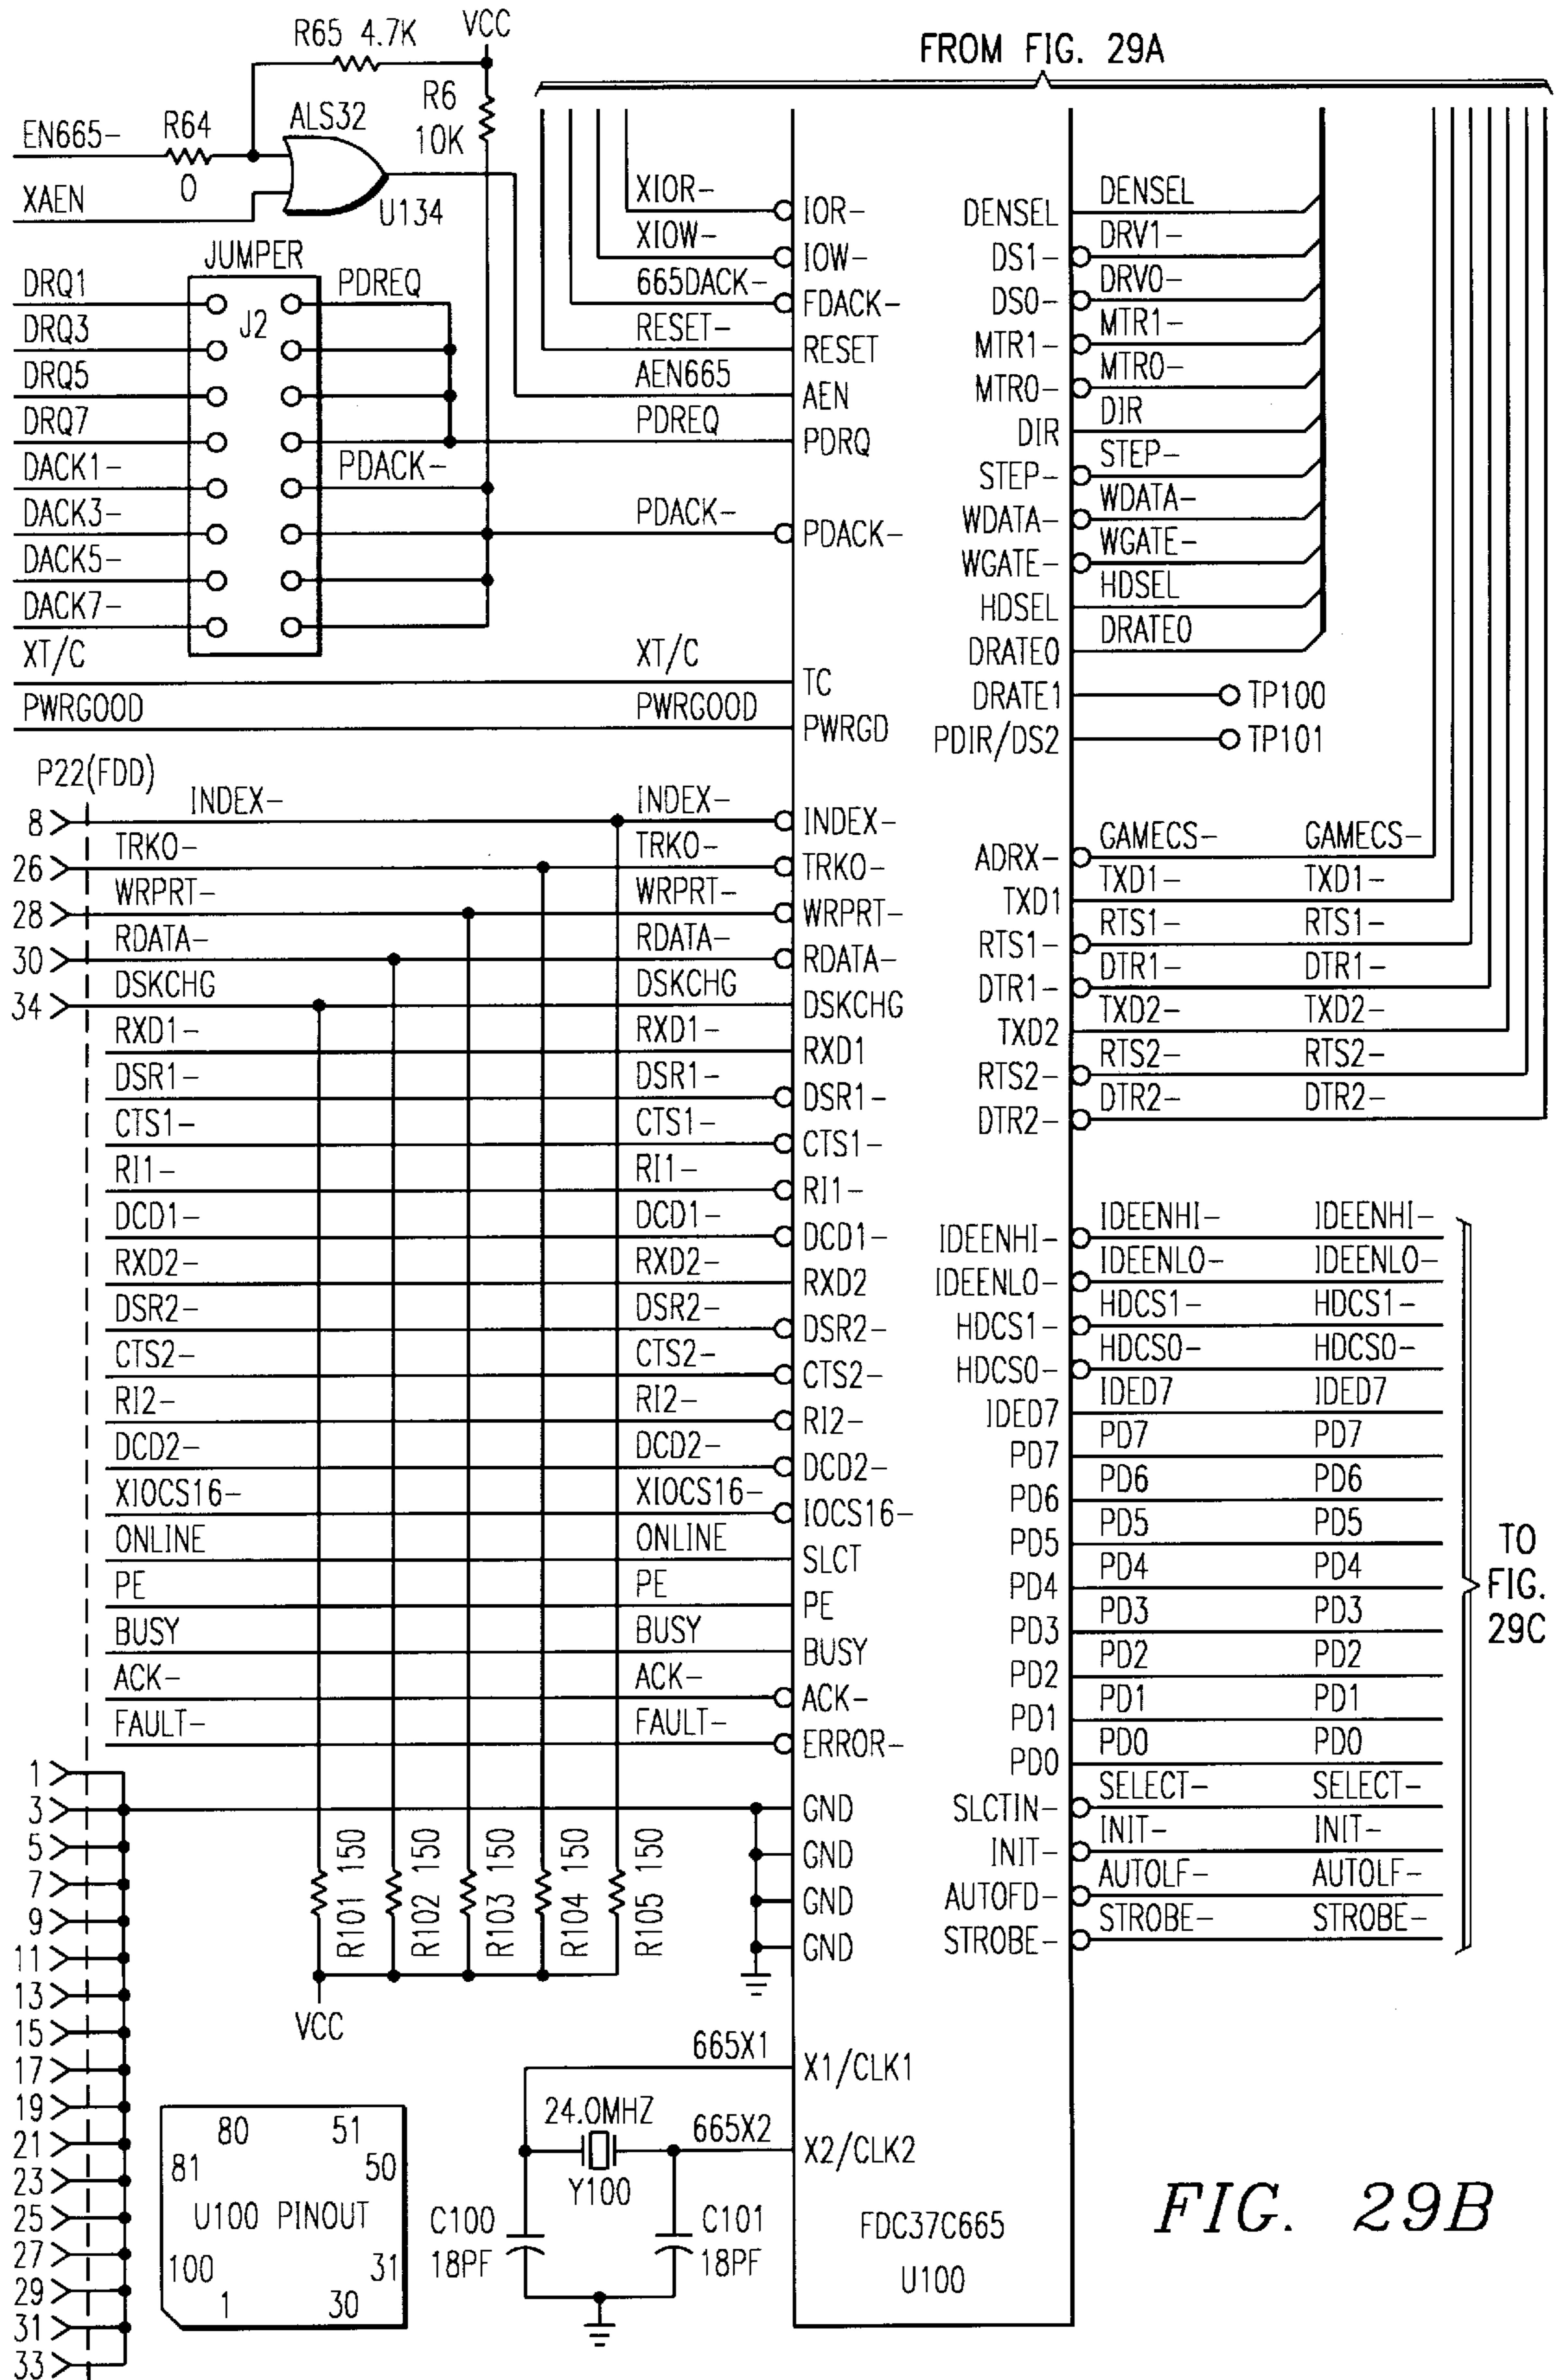 FROM FIG. 29A
R65 4.7K
VCC
R6
10K
EN665-
R64
0
ALS32
XAEN
U134
JUMPER
J2
DRQ1
PDREQ
DRQ3
DRQ5
DRQ7
DACK1-
PDACK-
DACK3-
DACK5-
DACK7-
XT/C
PWRGOOD
XIOR-
IOR-
XIOW-
IOW-
665DACK-
FDACK-
RESET-
RESET
AEN665
AEN
PDREQ
PDRQ
PDACK-
PDACK-
XT/C
TC
PWRGOOD
PWRGD
DENSEL
DENSEL
DS1-
DRV1-
DS0-
DRV0-
MTR1-
MTR1-
MTR0-
MTR0-
DIR
DIR
STEP-
STEP-
WDATA-
WDATA-
WGATE-
WGATE-
HDSEL
HDSEL
DRATE0
DRATE0
DRATE1
TP100
PDIR/DS2
TP101
P22(FDD)
8 INDEX- INDEX- INDEX-
26 TRK0- TRK0- TRK0-
28 WRPRT- WRPRT- WRPRT-
30 RDATA- RDATA- RDATA-
34 DSKCHG DSKCHG DSKCHG
RXD1- RXD1- RXD1
DSR1- DSR1- DSR1-
CTS1- CTS1- CTS1-
RI1- RI1- RI1-
DCD1- DCD1- DCD1-
RXD2- RXD2- RXD2
DSR2- DSR2- DSR2-
CTS2- CTS2- CTS2-
RI2- RI2- RI2-
DCD2- DCD2- DCD2-
XIOCS16- XIOCS16- IOCS16-
ONLINE ONLINE SLCT
PE PE PE
BUSY BUSY BUSY
ACK- ACK- ACK-
FAULT- FAULT- ERROR-
GND
GND
GND
GND
ADRX- GAMECS- GAMECS-
TXD1 TXD1- TXD1-
RTS1- RTS1- RTS1-
DTR1- DTR1- DTR1-
TXD2 TXD2- TXD2-
RTS2- RTS2- RTS2-
DTR2- DTR2- DTR2-
IDEENHI- IDEENHI- IDEENHI-
IDEENLO- IDEENLO- IDEENLO-
HDCS1- HDCS1- HDCS1-
HDCS0- HDCS0- HDCS0-
IDED7 IDED7 IDED7
PD7 PD7 PD7
PD6 PD6 PD6
PD5 PD5 PD5
PD4 PD4 PD4
PD3 PD3 PD3
PD2 PD2 PD2
PD1 PD1 PD1
PD0 PD0 PD0
SLCTIN- SELECT- SELECT-
INIT- INIT- INIT-
AUTOFD- AUTOLF- AUTOLF-
STROBE- STROBE- STROBE-
TO
FIG.
29C
1
3
5
7
9
11
13
15
17
19
21
23
25
27
29
31
33
R101 150
R102 150
R103 150
R104 150
R105 150
VCC
665X1
X1/CLK1
24.0MHZ
665X2
X2/CLK2
Y100
C100
18PF
C101
18PF
80 51
81 50
U100 PINOUT
100 31
1 30
FDC37C665
U100
FIG. 29B